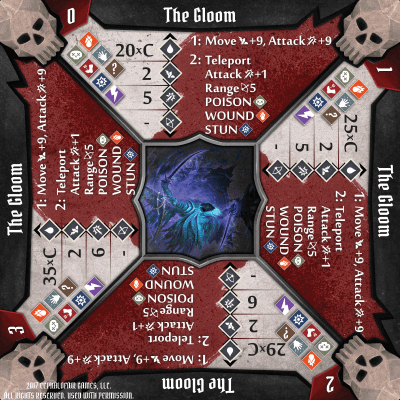 0
The Gloom
20xC
2
5
-
1: Move +9, Attack +9
2: Teleport
Attack +1
Range 5
POISON
WOUND
STUN
1
The Gloom
25xC
2
5
-
1: Move +9, Attack +9
2: Teleport
Attack +1
Range 5
POISON
WOUND
STUN
2
The Gloom
29xC
2
6
-
1: Move +9, Attack +9
2: Teleport
Attack +1
Range 5
POISON
WOUND
STUN
3
The Gloom
35xC
2
6
-
1: Move +9, Attack +9
2: Teleport
Attack +1
Range 5
POISON
WOUND
STUN
2017 CEPHALOFAIR GAMES, LLC.
ALL RIGHTS RESERVED. USED WITH PERMISSION.